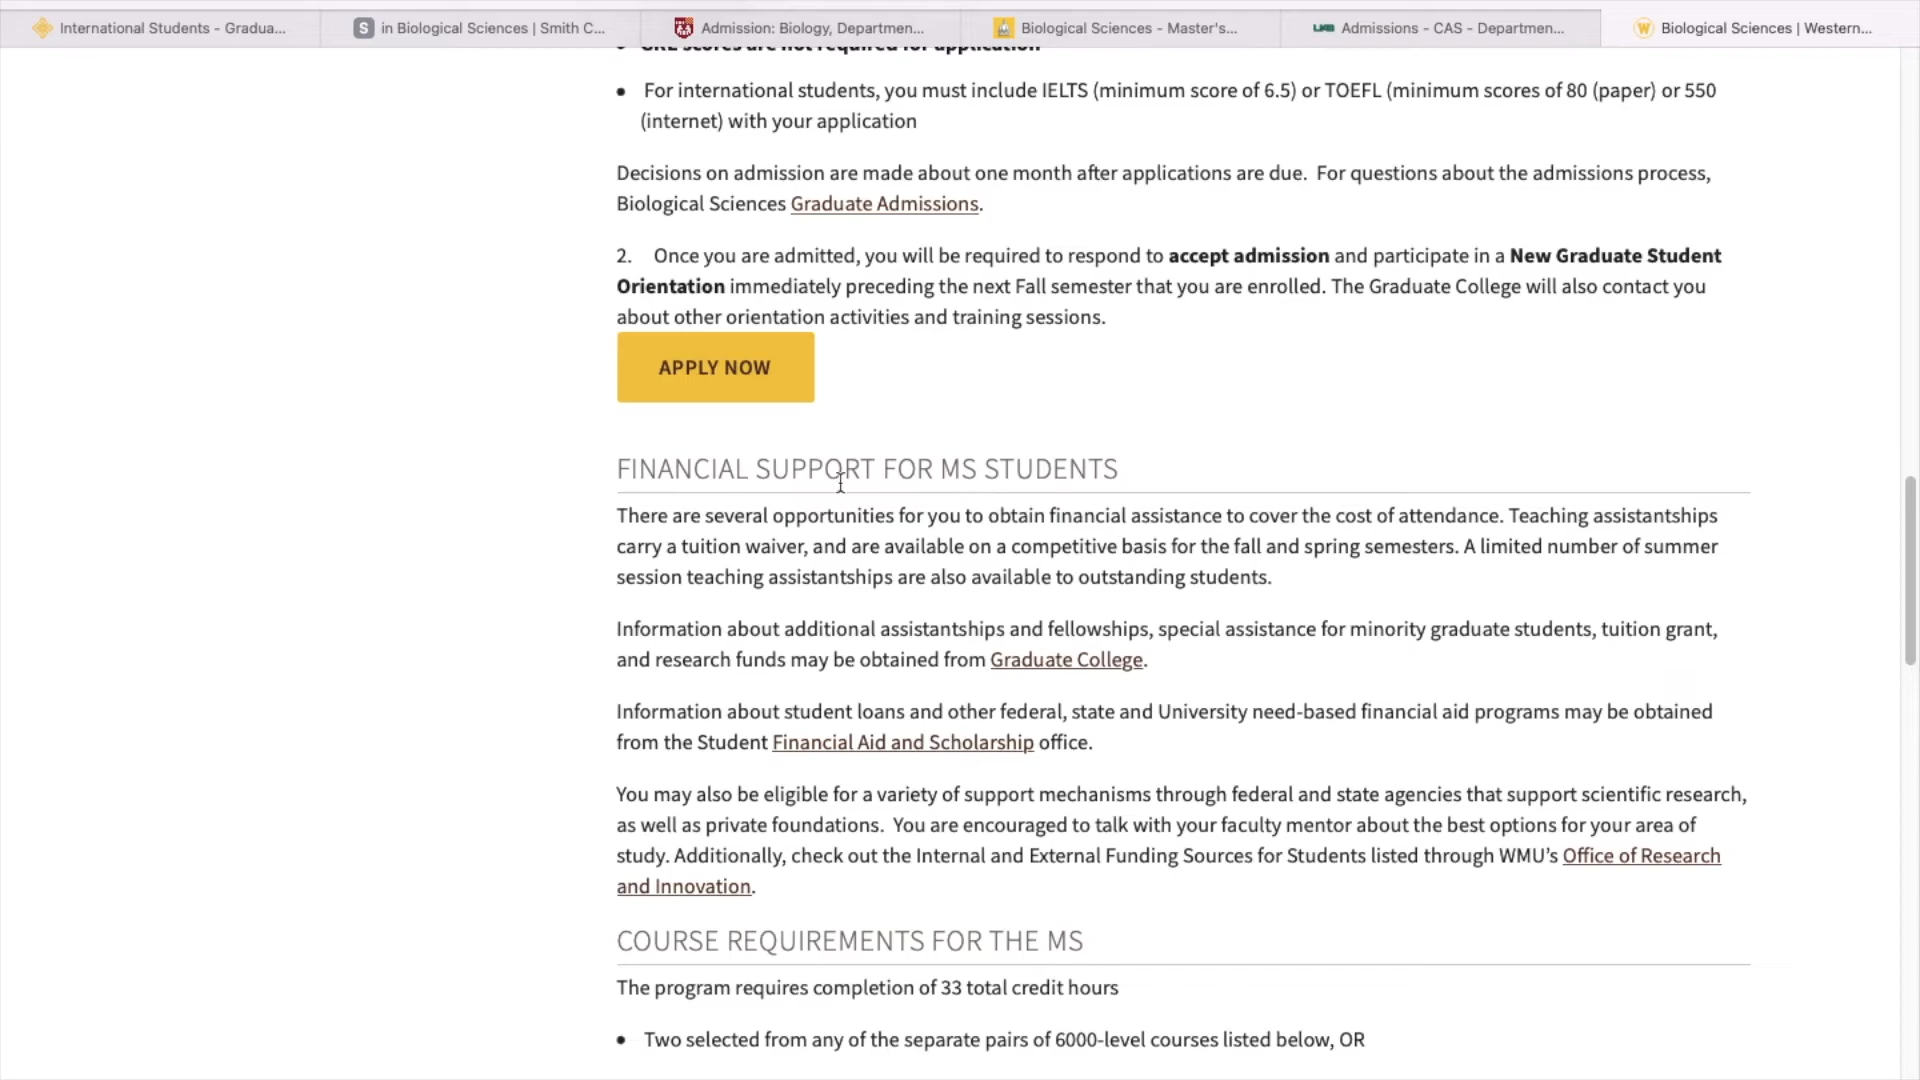 International Students - Gradua...
S in Biological Sciences | Smith C...
Admission: Biology, Departmen...
Biological Sciences - Master's...
UAB Admissions - CAS - Departmen...
W Biological Sciences | Western...
• GRE scores are not required for application
• For international students, you must include IELTS (minimum score of 6.5) or TOEFL (minimum scores of 80 (paper) or 550
(internet) with your application
Decisions on admission are made about one month after applications are due. For questions about the admissions process,
Biological Sciences Graduate Admissions.
2. Once you are admitted, you will be required to respond to accept admission and participate in a New Graduate Student
Orientation immediately preceding the next Fall semester that you are enrolled. The Graduate College will also contact you
about other orientation activities and training sessions.
APPLY NOW
FINANCIAL SUPPORT FOR MS STUDENTS
There are several opportunities for you to obtain financial assistance to cover the cost of attendance. Teaching assistantships
carry a tuition waiver, and are available on a competitive basis for the fall and spring semesters. A limited number of summer
session teaching assistantships are also available to outstanding students.
Information about additional assistantships and fellowships, special assistance for minority graduate students, tuition grant,
and research funds may be obtained from Graduate College.
Information about student loans and other federal, state and University need-based financial aid programs may be obtained
from the Student Financial Aid and Scholarship office.
You may also be eligible for a variety of support mechanisms through federal and state agencies that support scientific research,
as well as private foundations. You are encouraged to talk with your faculty mentor about the best options for your area of
study. Additionally, check out the Internal and External Funding Sources for Students listed through WMU’s Office of Research
and Innovation.
COURSE REQUIREMENTS FOR THE MS
The program requires completion of 33 total credit hours
• Two selected from any of the separate pairs of 6000-level courses listed below, OR